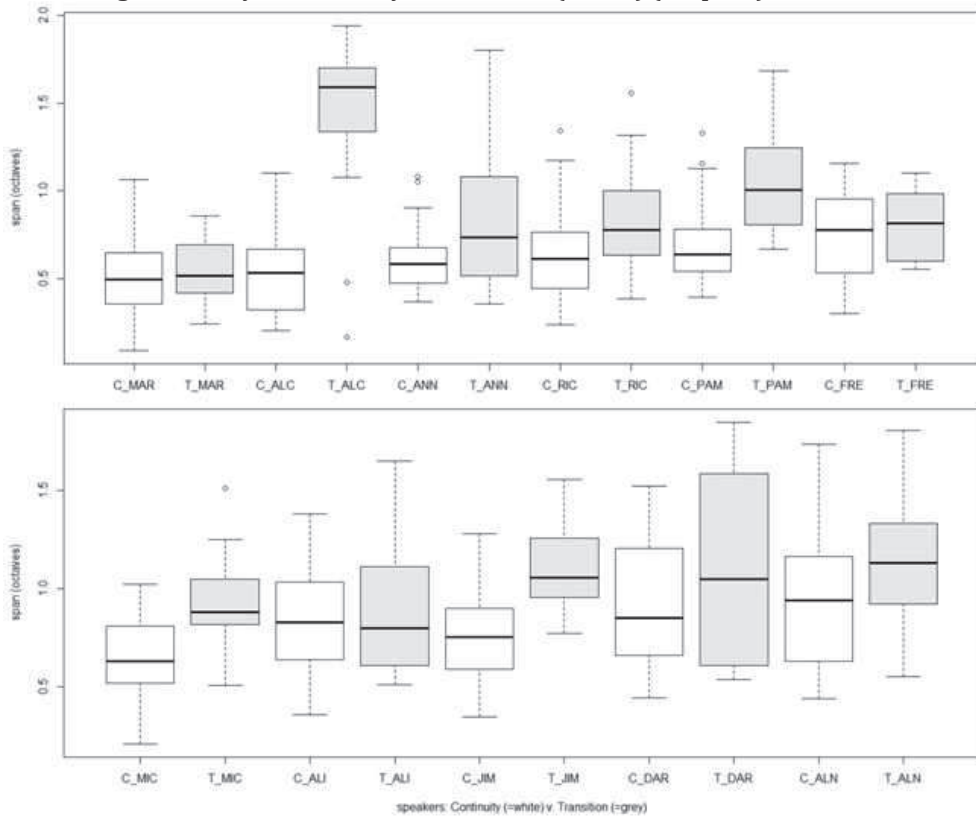 2.0
1.5
1.0
0.5
span (octaves)
C_MAR T_MAR C_ALC T_ALC C_ANN T_ANN C_RIC T_RIC C_PAM T_PAM C_FRE T_FRE
1.5
1.0
0.5
span (octaves)
C_MIC T_MIC C_ALI T_ALI C_JIM T_JIM C_DAR T_DAR C_ALN T_ALN
speakers: Continuity (=white) v. Transition (=grey)